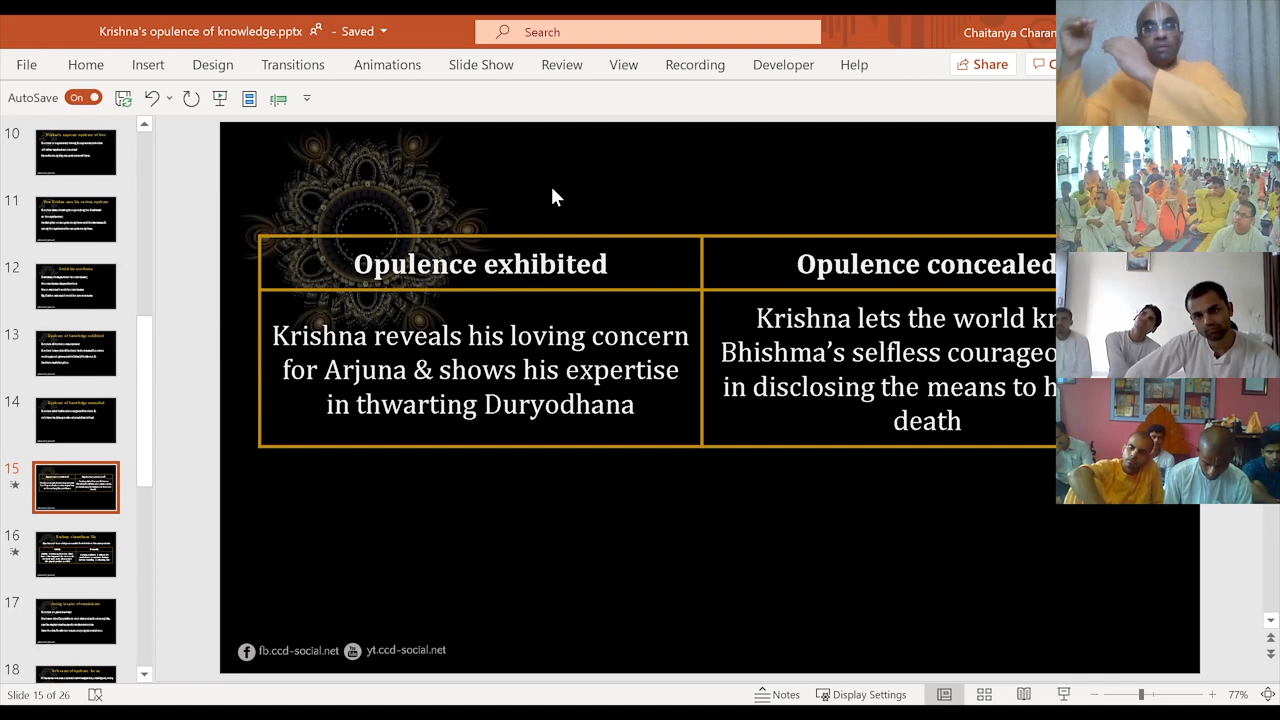 Krishna's opulence of knowledge.pptx - Saved
Search
Chaitanya Charan
File Home Insert Design Transitions Animations Slide Show Review View Recording Developer Help Share
AutoSave On
10
11
12
13
14
15
16
17
18
Opulence exhibited
Opulence concealed
Krishna reveals his loving concern
for Arjuna & shows his expertise
in thwarting Duryodhana
Krishna lets the world kn
Bhishma's selfless courageo
in disclosing the means to h
death
fb.ccd-social.net yt.ccd-social.net
Slide 15 of 26 Notes Display Settings 77%